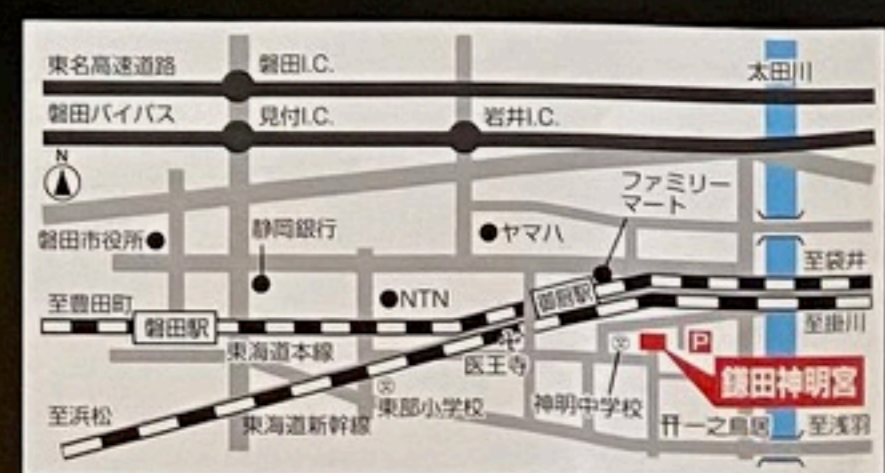 東名高速道路
磐田I.C.
太田川
磐田バイパス
見付I.C.
岩井I.C.
N
ファミリー
マート
磐田市役所
静岡銀行
ヤマハ
至袋井
至豊田町
NTN
御厨駅
磐田駅
至掛川
東海道本線
医王寺
文
P
鎌田神明宮
至浜松
文
東部小学校
神明中学校
東海道新幹線
一之鳥居
至浅羽